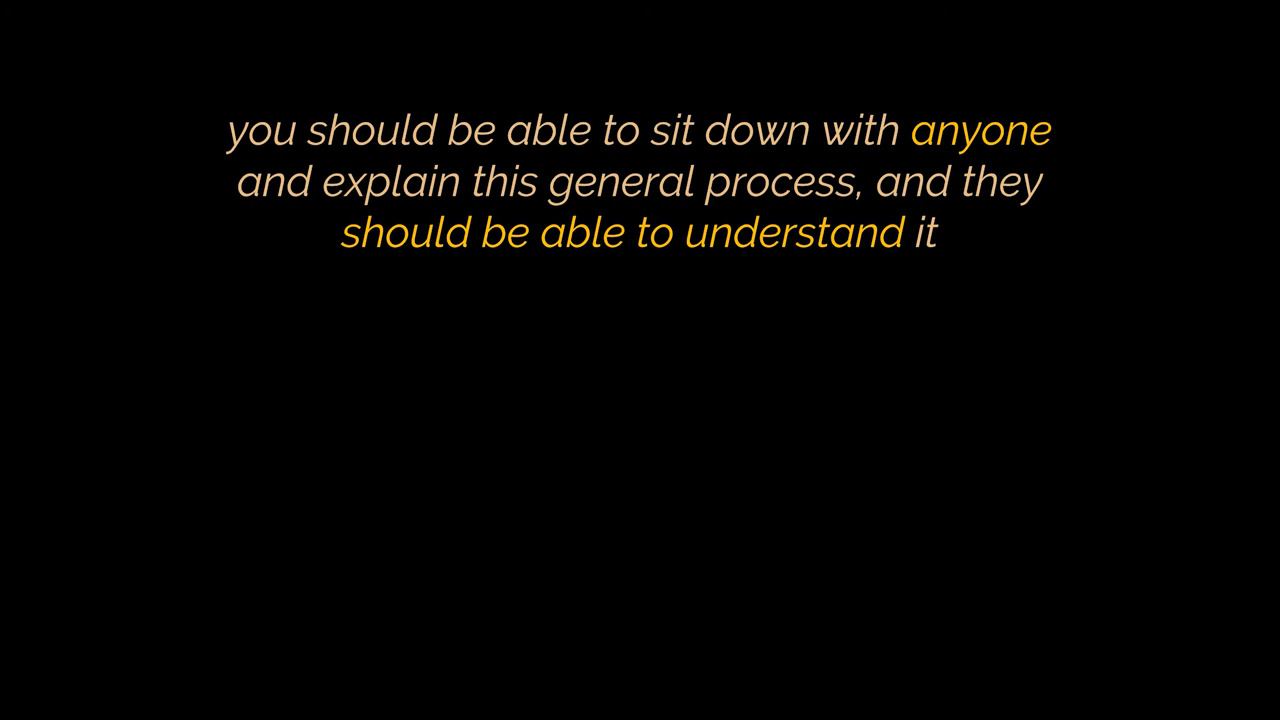 you should be able to sit down with anyone
and explain this general process, and they
should be able to understand it